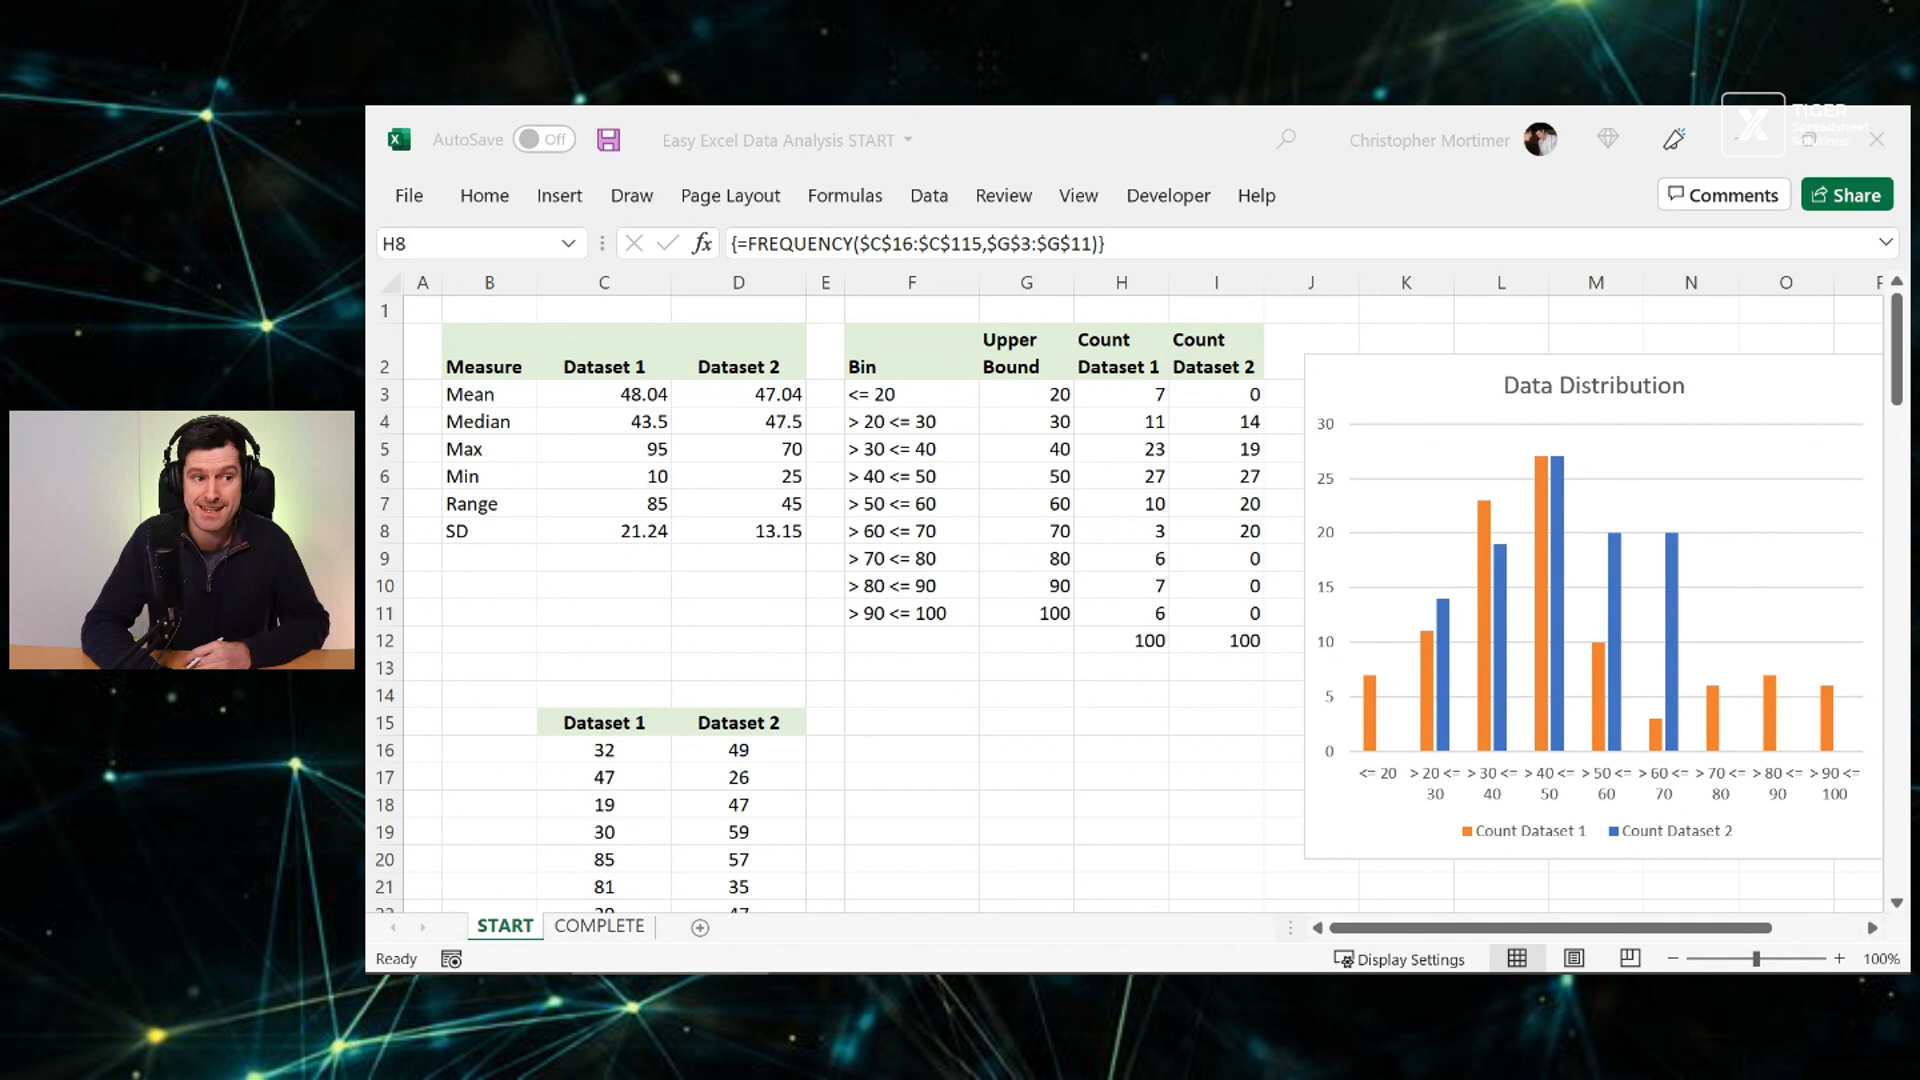 TIGER
Spreadsheet
Solutions
AutoSave Off Easy Excel Data Analysis START Christopher Mortimer
File Home Insert Draw Page Layout Formulas Data Review View Developer Help Comments Share
H8 fx {=FREQUENCY($C$16:$C$115,$G$3:$G$11)}
A B C D E F G H I J K L M N O P
1
Upper Count Count
2 Measure Dataset 1 Dataset 2 Bin Bound Dataset 1 Dataset 2
3 Mean 48.04 47.04 <= 20 20 7 0
4 Median 43.5 47.5 > 20 <= 30 30 11 14
5 Max 95 70 > 30 <= 40 40 23 19
6 Min 10 25 > 40 <= 50 50 27 27
7 Range 85 45 > 50 <= 60 60 10 20
8 SD 21.24 13.15 > 60 <= 70 70 3 20
9 > 70 <= 80 80 6 0
10 > 80 <= 90 90 7 0
11 > 90 <= 100 100 6 0
12 100 100
13
14
15 Dataset 1 Dataset 2
16 32 49
17 47 26
18 19 47
19 30 59
20 85 57
21 81 35
Data Distribution
30
25
20
15
10
5
0
<= 20 > 20 <= > 30 <= > 40 <= > 50 <= > 60 <= > 70 <= > 80 <= > 90 <=
30 40 50 60 70 80 90 100
Count Dataset 1 Count Dataset 2
START COMPLETE
Ready Display Settings 100%